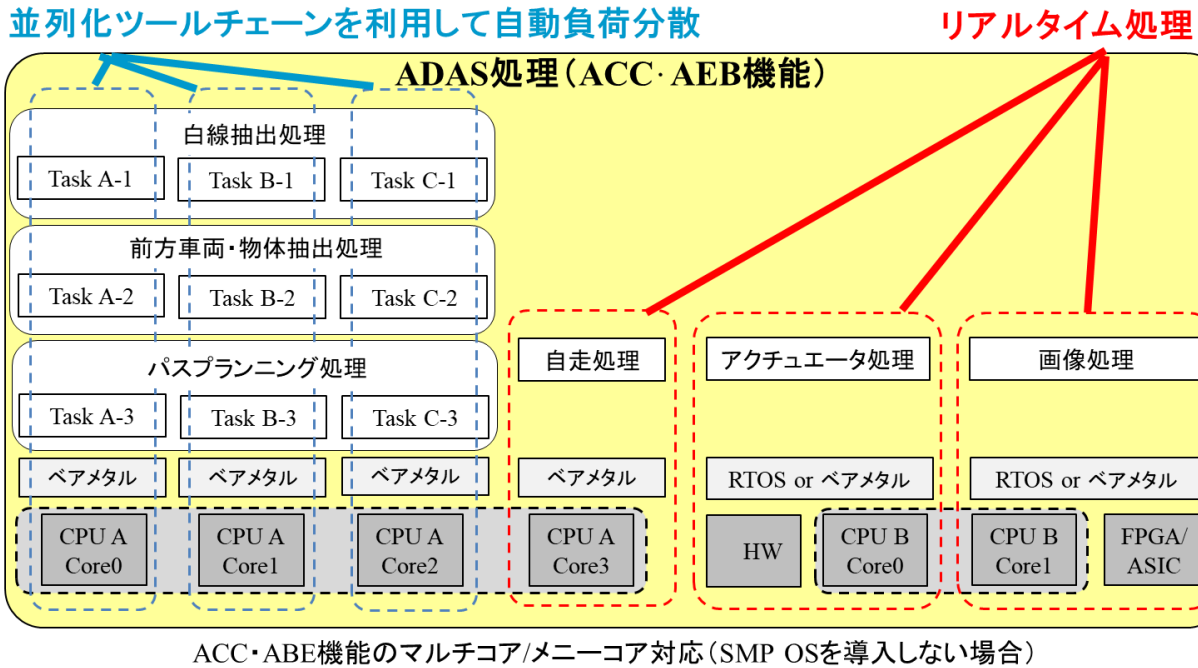 並列化ツールチェーンを利用して自動負荷分散
リアルタイム処理
ADAS処理(ACC·AEB機能)
白線抽出処理
Task A-1
Task B-1
Task C-1
前方車両・物体抽出処理
Task A-2
Task B-2
Task C-2
パスプランニング処理
Task A-3
Task B-3
Task C-3
自走処理
アクチュエータ処理
画像処理
ベアメタル
ベアメタル
ベアメタル
ベアメタル
RTOS or ベアメタル
RTOS or ベアメタル
CPU A
Core0
CPU A
Core1
CPU A
Core2
CPU A
Core3
HW
CPU B
Core0
CPU B
Core1
FPGA/
ASIC
ACC・ABE機能のマルチコア/メニーコア対応(SMP OSを導入しない場合)